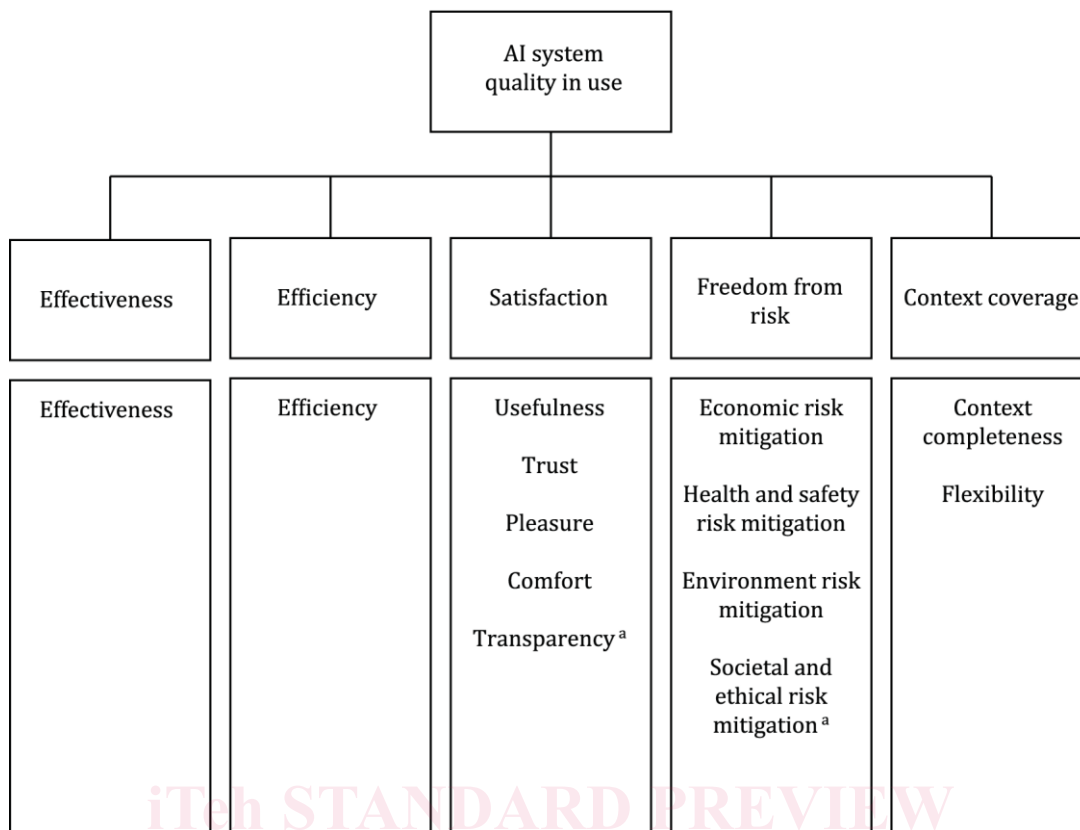 AI system
quality in use
Effectiveness
Efficiency
Satisfaction
Freedom from
risk
Context coverage
Effectiveness
Efficiency
Usefulness
Trust
Pleasure
Comfort
Transparency a
Economic risk
mitigation
Health and safety
risk mitigation
Environment risk
mitigation
Societal and
ethical risk
mitigation a
Context
completeness
Flexibility
iTeh STANDARD PREVIEW